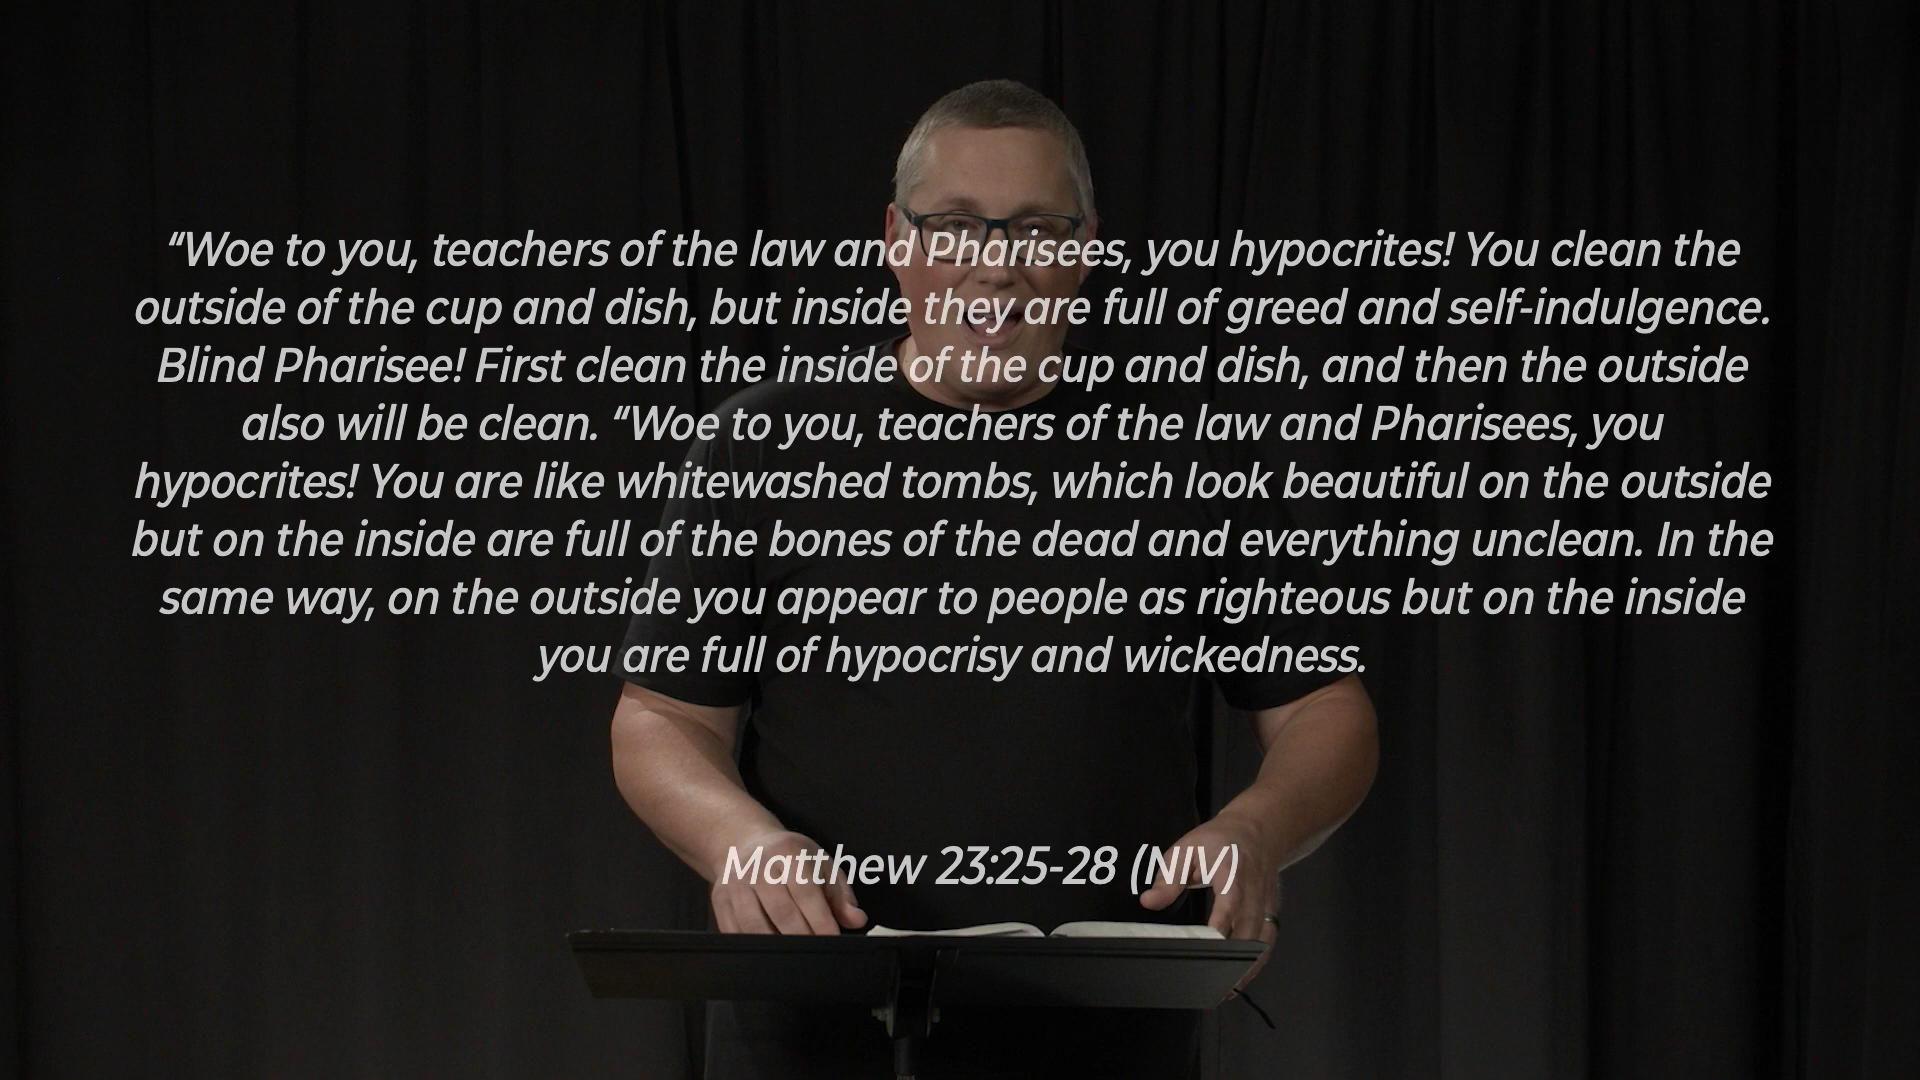 “Woe to you, teachers of the law and Pharisees, you hypocrites! You clean the
outside of the cup and dish, but inside they are full of greed and self-indulgence.
Blind Pharisee! First clean the inside of the cup and dish, and then the outside
also will be clean. “Woe to you, teachers of the law and Pharisees, you
hypocrites! You are like whitewashed tombs, which look beautiful on the outside
but on the inside are full of the bones of the dead and everything unclean. In the
same way, on the outside you appear to people as righteous but on the inside
you are full of hypocrisy and wickedness.
Matthew 23:25-28 (NIV)